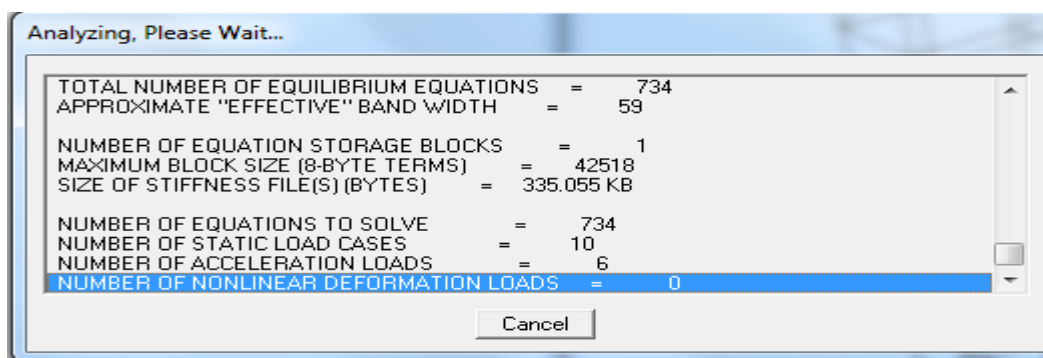 Analyzing, Please Wait...
TOTAL NUMBER OF EQUILIBRIUM EQUATIONS = 734
APPROXIMATE "EFFECTIVE" BAND WIDTH = 59
NUMBER OF EQUATION STORAGE BLOCKS = 1
MAXIMUM BLOCK SIZE (8-BYTE TERMS) = 42518
SIZE OF STIFFNESS FILE(S) (BYTES) = 335.055 KB
NUMBER OF EQUATIONS TO SOLVE = 734
NUMBER OF STATIC LOAD CASES = 10
NUMBER OF ACCELERATION LOADS = 6
NUMBER OF NONLINEAR DEFORMATION LOADS = 0
Cancel